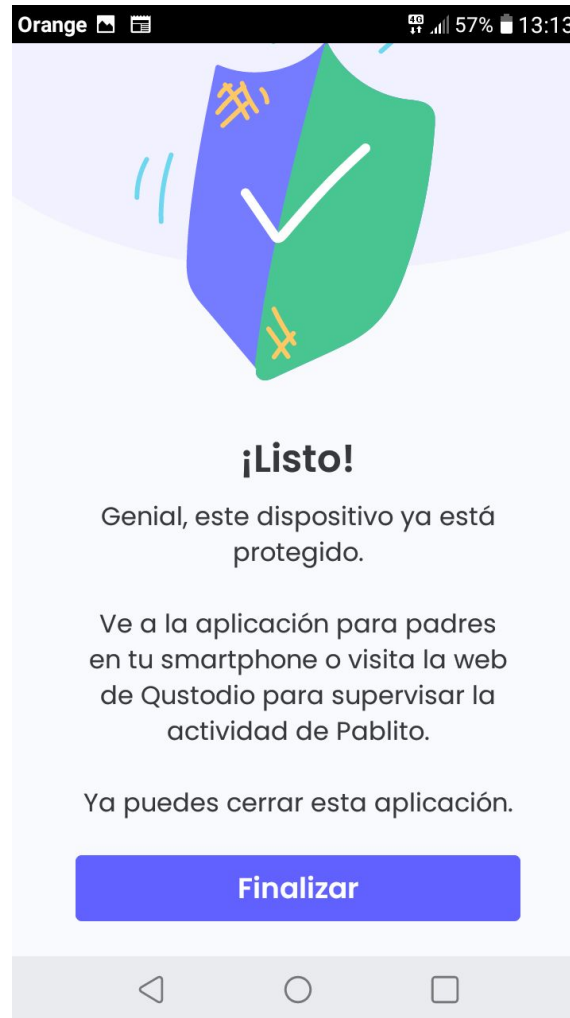 Orange 4G 57% 13:13
¡Listo!
Genial, este dispositivo ya está
protegido.
Ve a la aplicación para padres
en tu smartphone o visita la web
de Qustodio para supervisar la
actividad de Pablito.
Ya puedes cerrar esta aplicación.
Finalizar